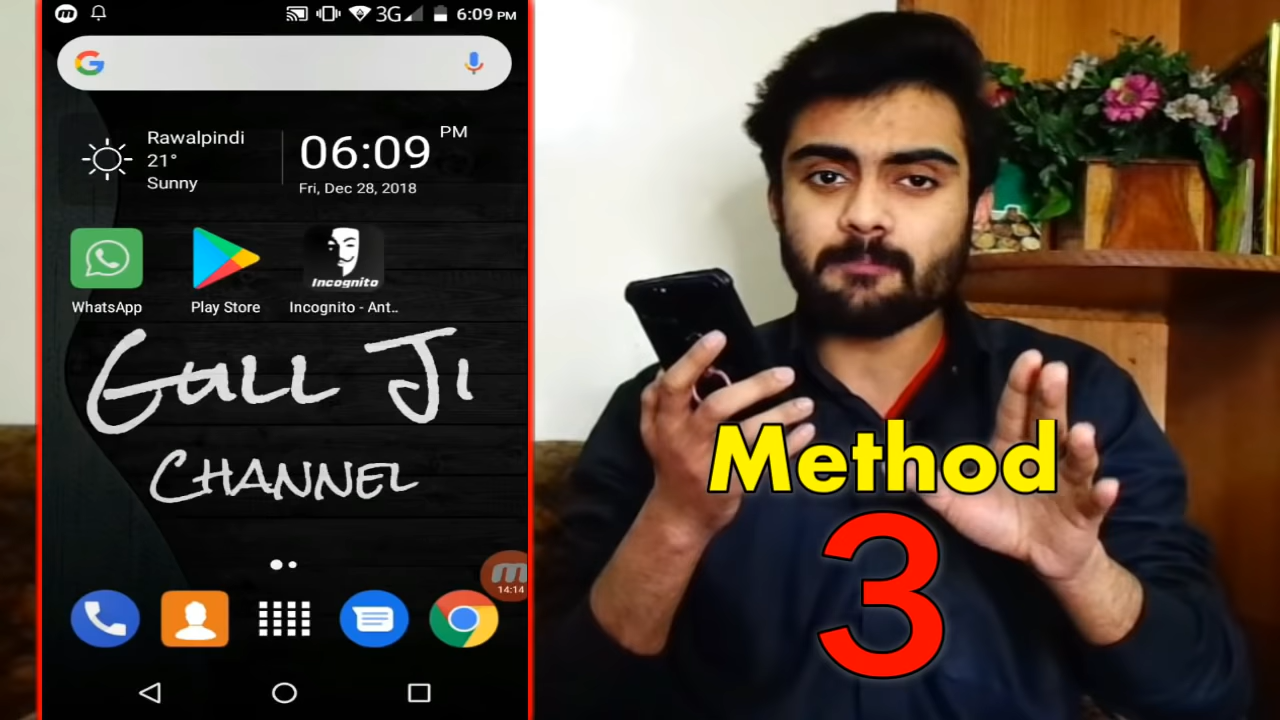 3G 6:09 PM
Rawalpindi
21°
Sunny
06:09 PM
Fri, Dec 28, 2018
Incognito
WhatsApp
Play Store
Incognito - Ant..
Gull Ji
Channel
14:14
Method
3